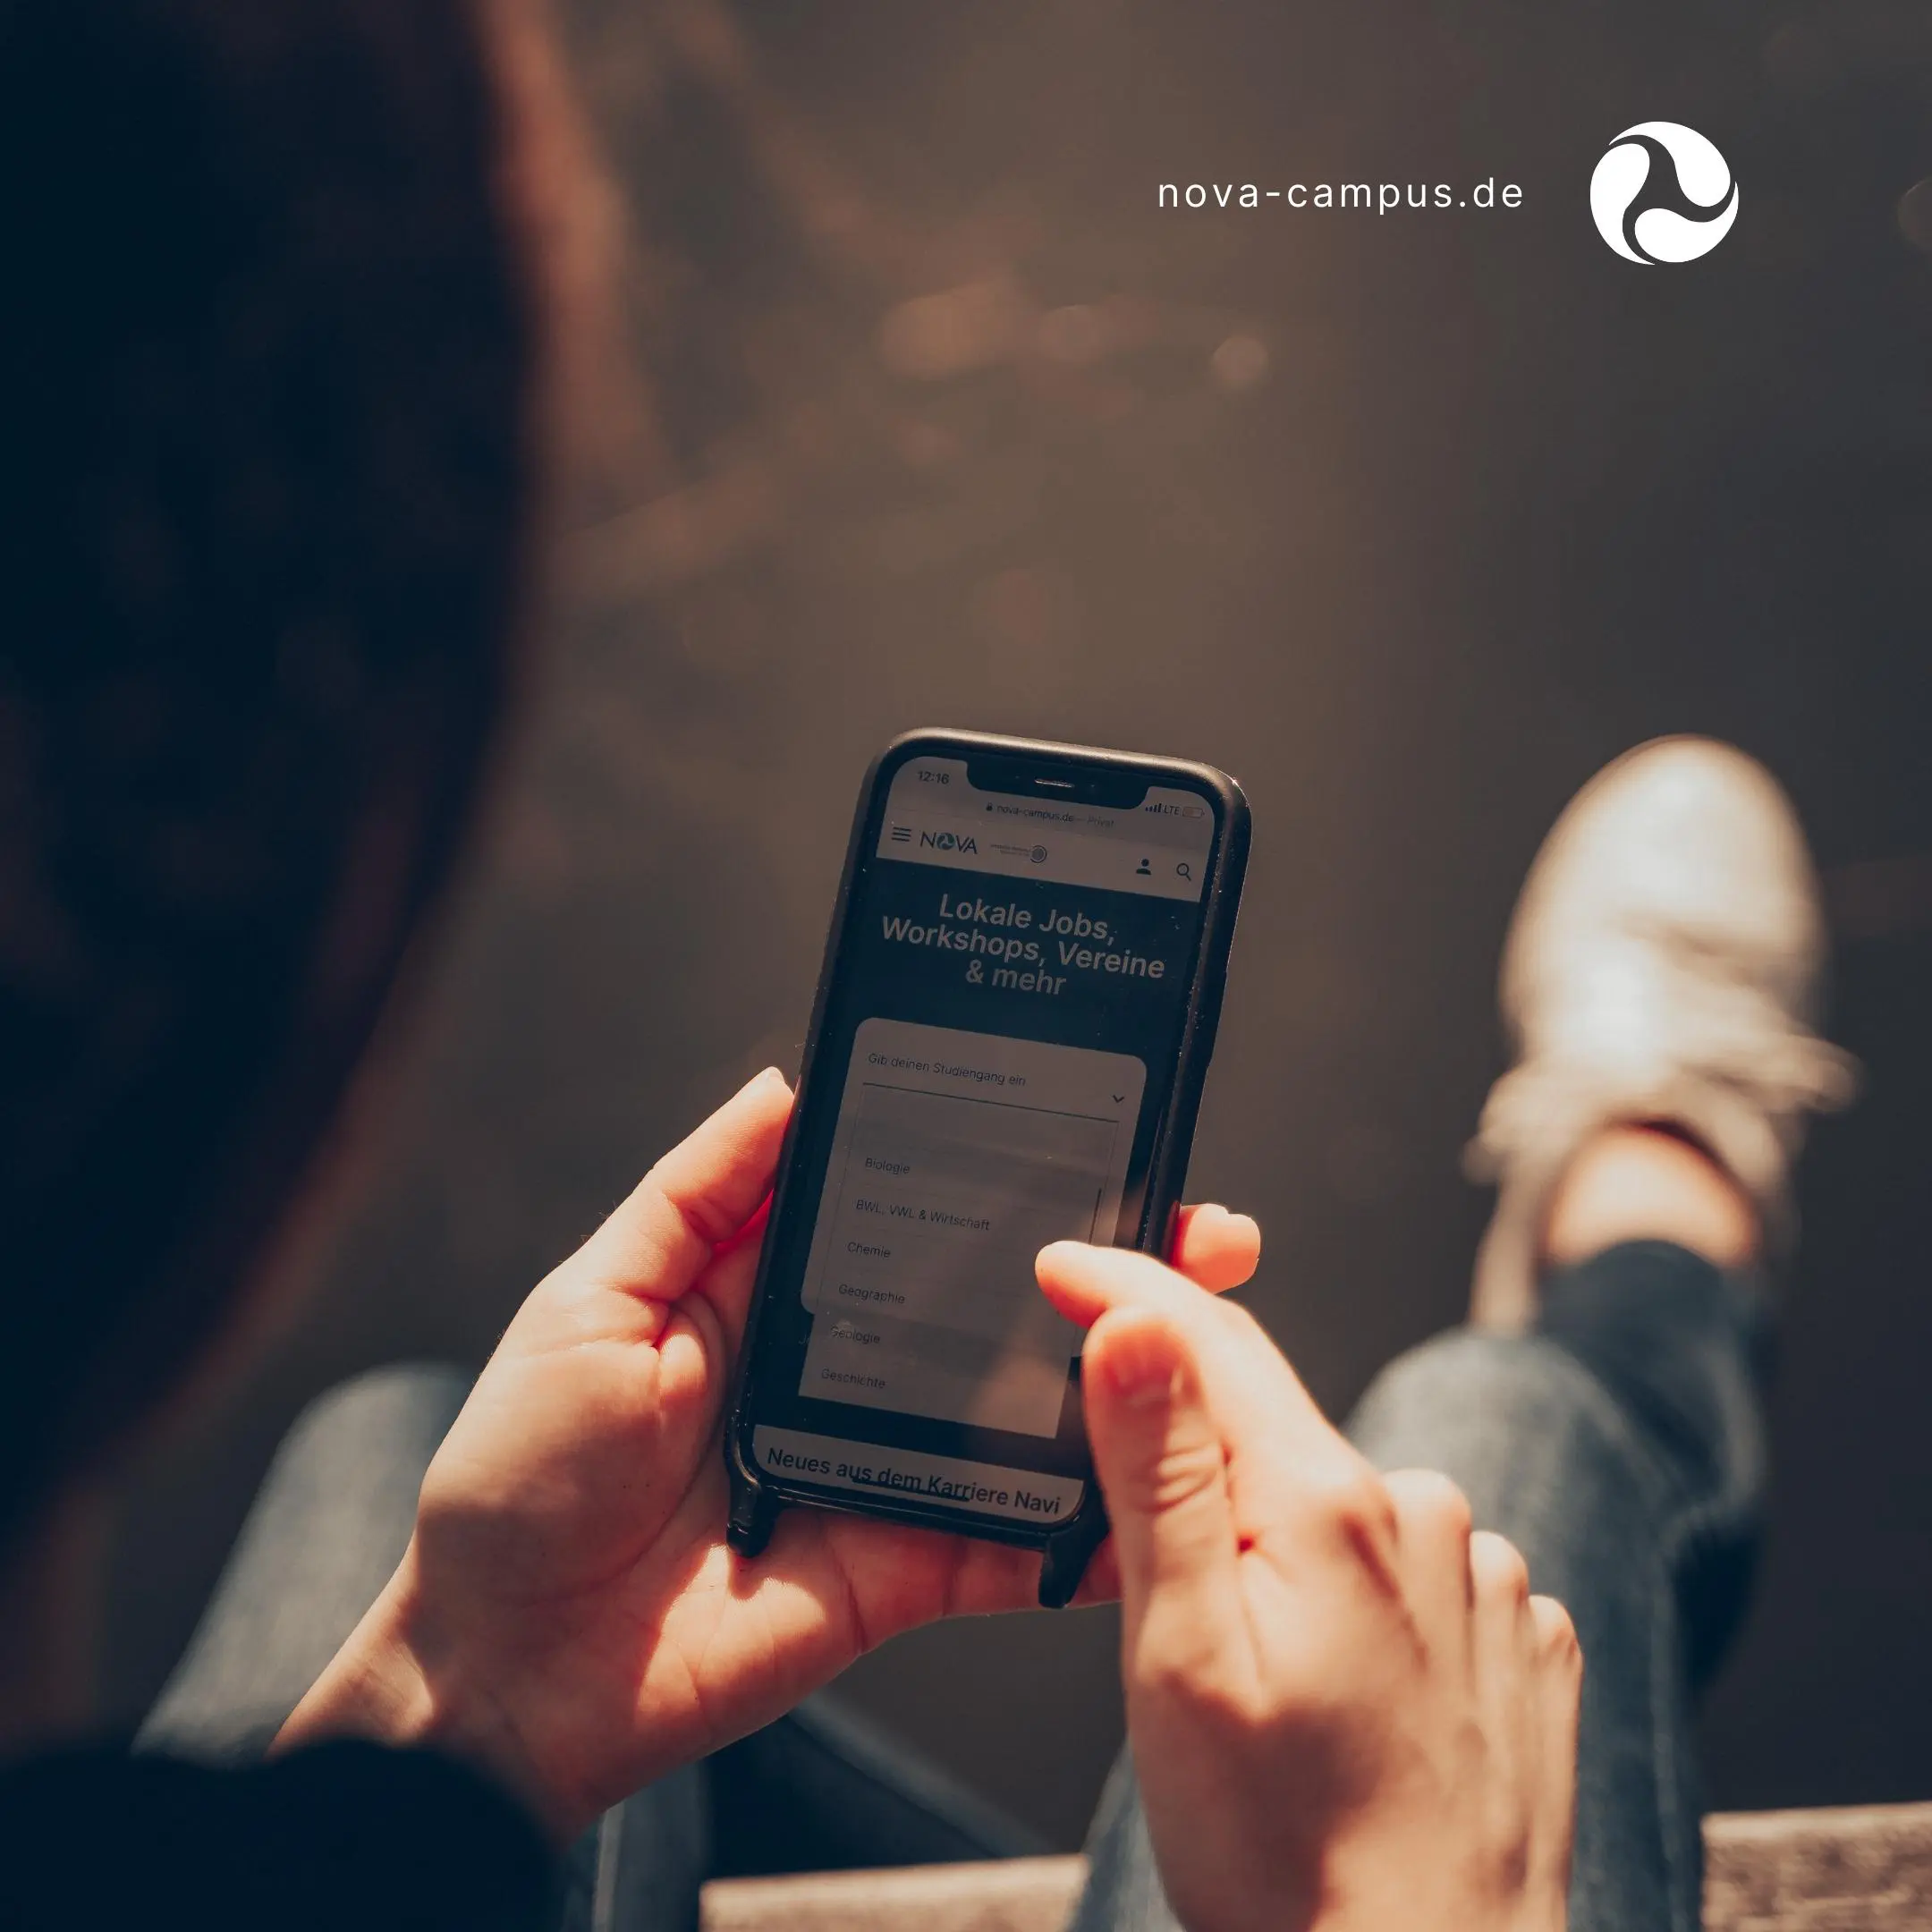 nova-campus.de
12:16
LTE
nova-campus.de — Privat
NOVA
Lokale Jobs,
Workshops, Vereine
& mehr
Gib deinen Studiengang ein
Biologie
BWL, VWL & Wirtschaft
Chemie
Geographie
Geologie
Geschichte
Neues aus dem Karriere Navi